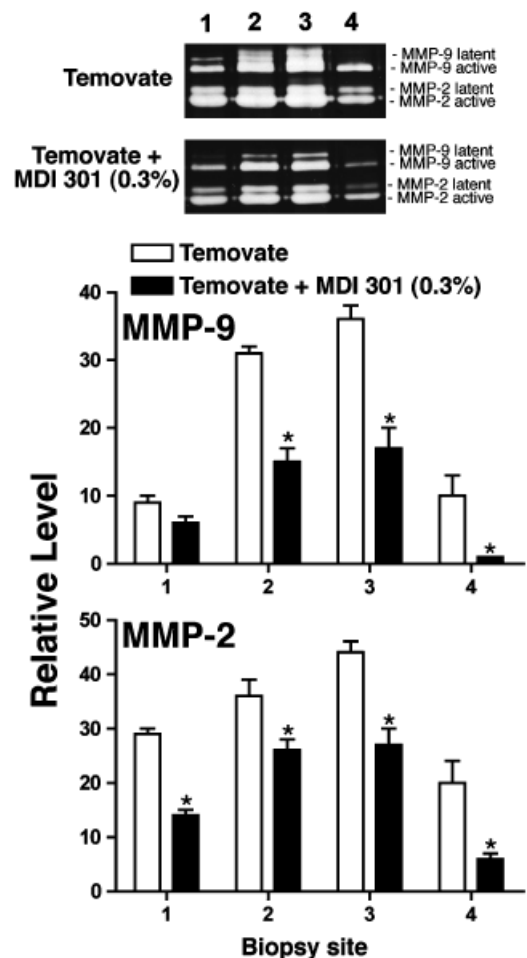 1 2 3 4
Temovate
- MMP-9 latent
- MMP-9 active
- MMP-2 latent
- MMP-2 active
Temovate +
MDI 301 (0.3%)
- MMP-9 latent
- MMP-9 active
- MMP-2 latent
- MMP-2 active
Temovate
Temovate + MDI 301 (0.3%)
Relative Level
MMP-9
40
30
20
10
0
* * *
1 2 3 4
MMP-2
50
40
30
20
10
0
* * * *
1 2 3 4
Biopsy site